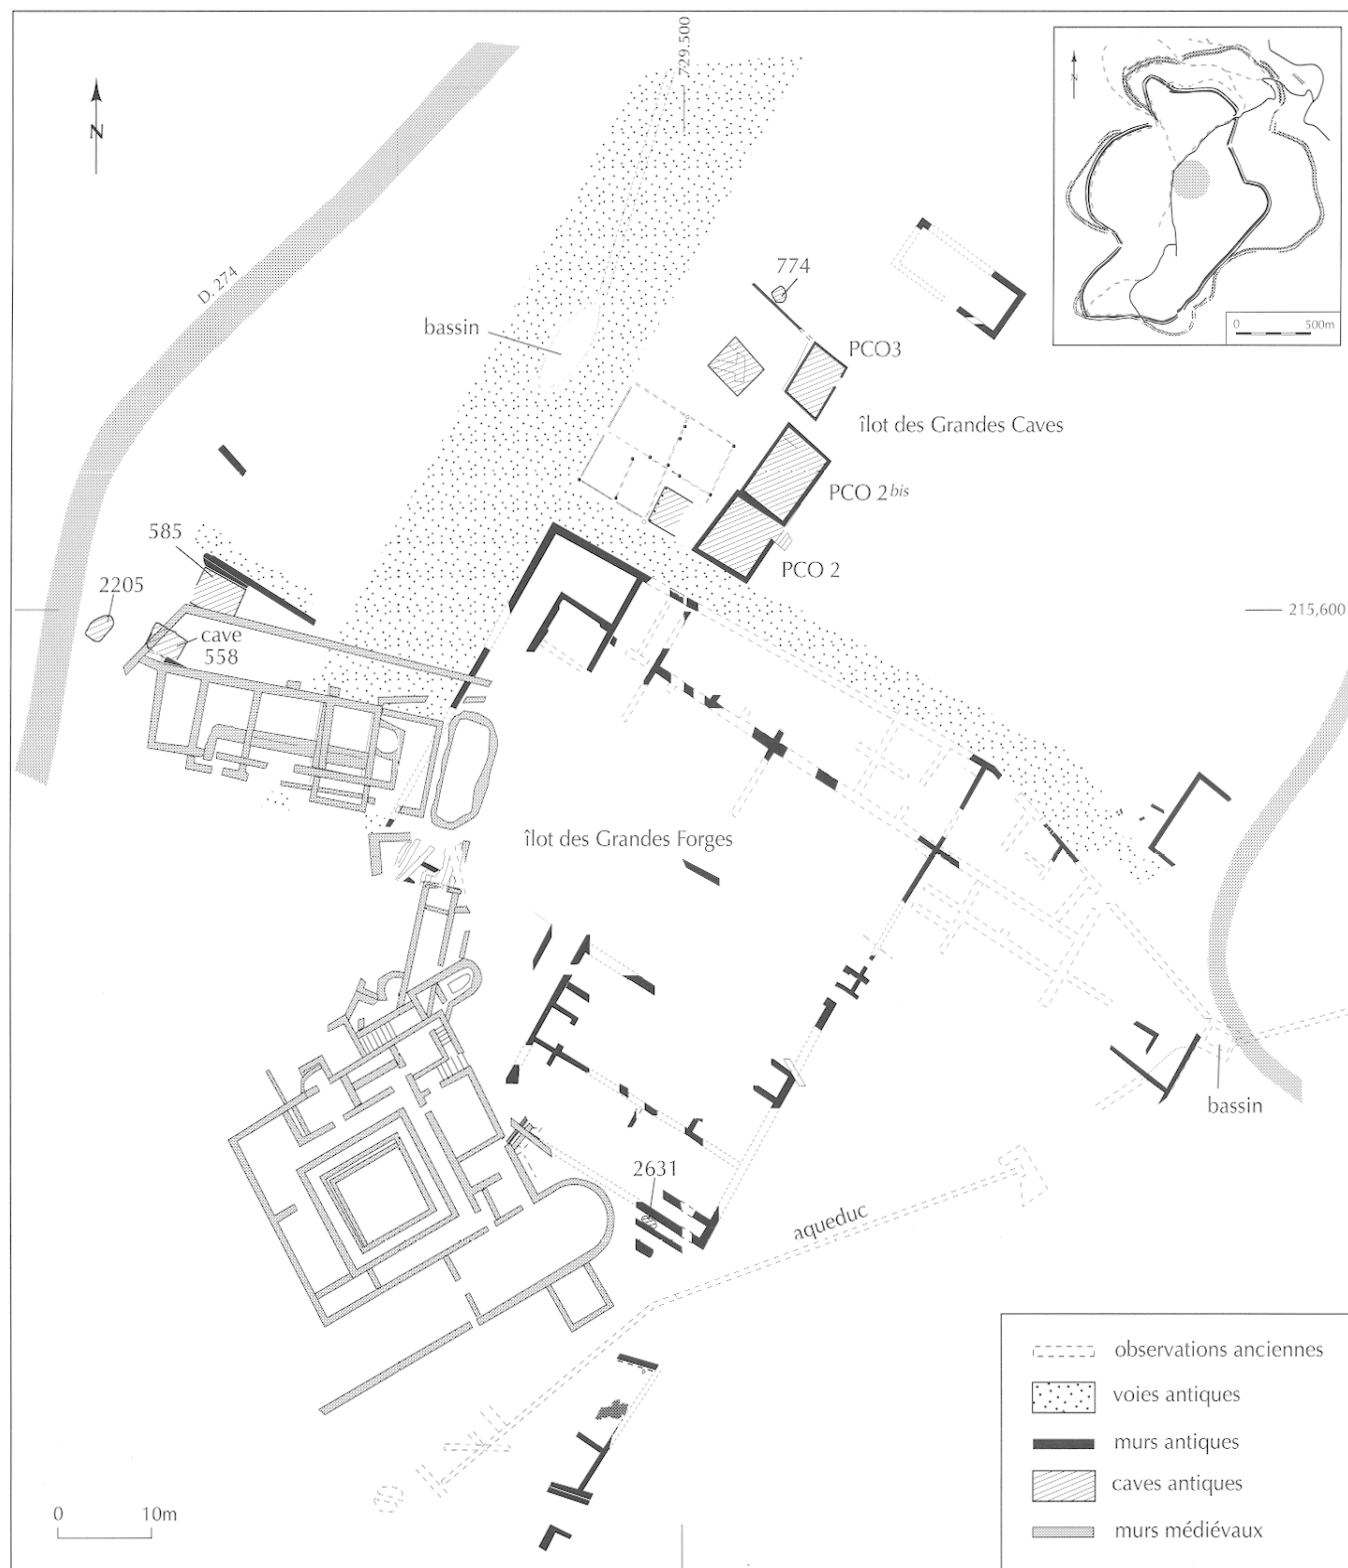 729.500
N
N
0 500m
D. 274
774
bassin
PCO3
îlot des Grandes Caves
PCO 2bis
585
PCO 2
2205
215,600
cave
558
îlot des Grandes Forges
bassin
2631
aqueduc
observations anciennes
voies antiques
murs antiques
caves antiques
murs médiévaux
0 10m